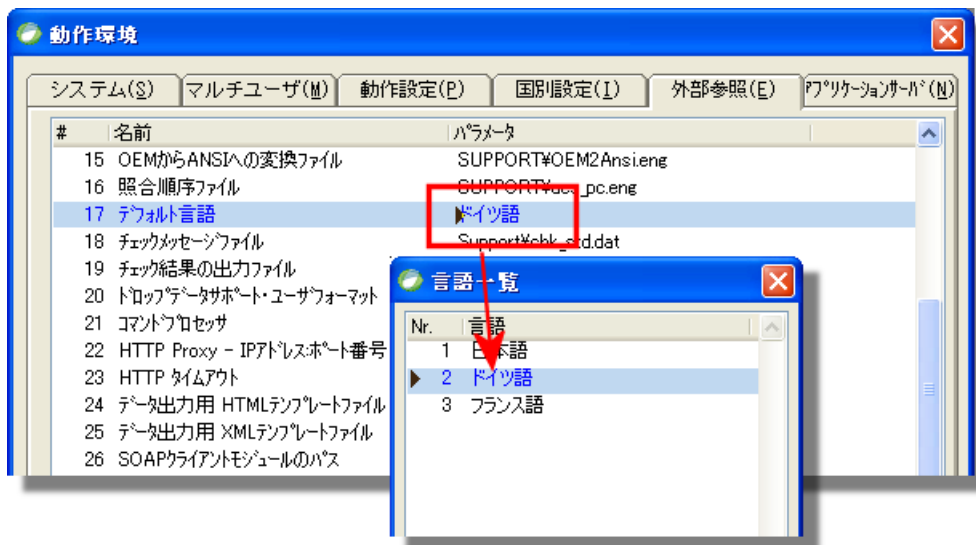 動作環境
システム(S) マルチユーザ(M) 動作設定(P) 国別設定(I) 外部参照(E) アプリケーションサーバ(N)
# 名前 パラメータ
15 OEMからANSIへの変換ファイル SUPPORT¥OEM2Ansi.eng
16 照合順序ファイル SUPPORT¥acs_pc.eng
17 デフォルト言語 ドイツ語
18 チェックメッセージファイル Support¥chk_std.dat
19 チェック結果の出力ファイル
20 ドロップデータサポート・ユーザフォーマット
21 コマンドプロセッサ
22 HTTP Proxy - IPアドレス:ポート番号
23 HTTP タイムアウト
24 データ出力用 HTMLテンプレートファイル
25 データ出力用 XMLテンプレートファイル
26 SOAPクライアントモジュールのパス
言語一覧
Nr. 言語
1 日本語
2 ドイツ語
3 フランス語